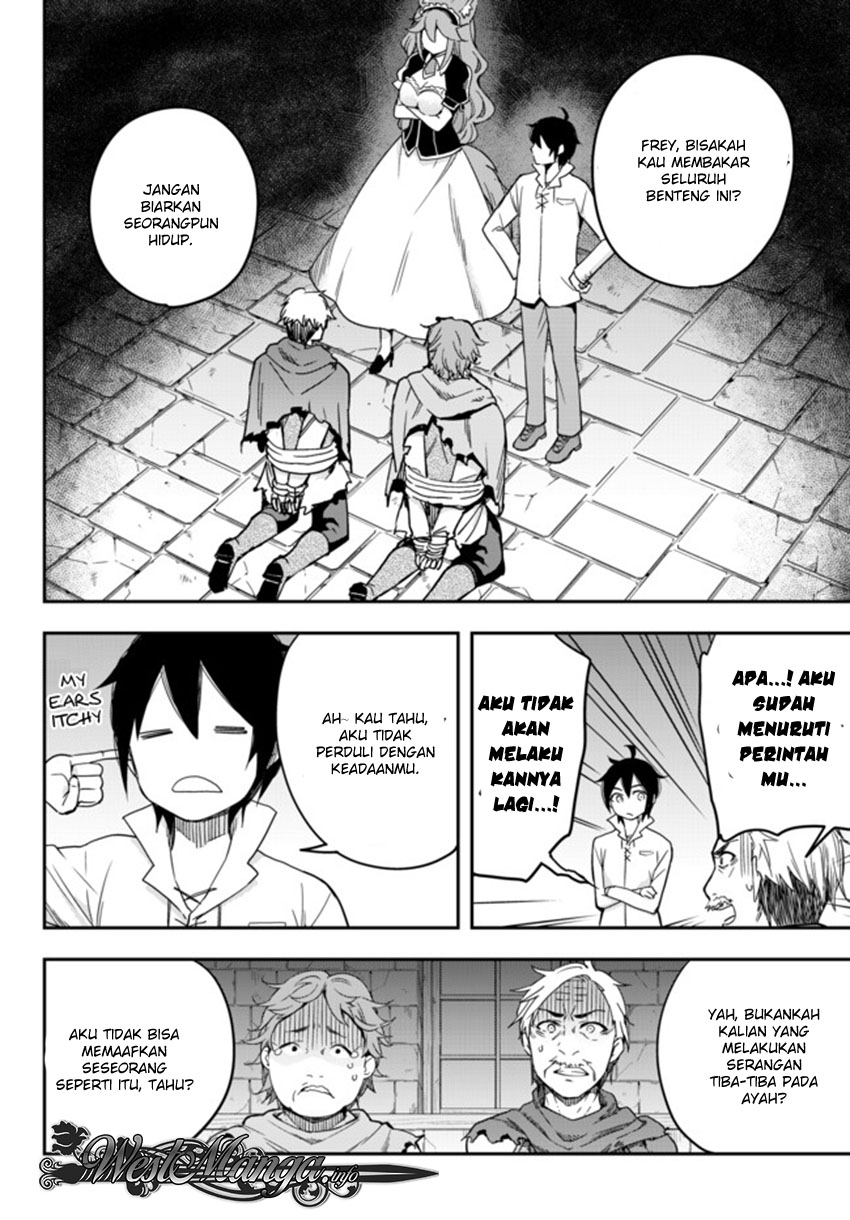 FREY, BISAKAH
KAU MEMBAKAR
SELURUH
BENTENG INI?
JANGAN
BIARKAN
SEORANGPUN
HIDUP.
APA...! AKU
SUDAH
MENURUTI
PERINTAH
MU...
AKU TIDAK
AKAN
MELAKU
KANNYA
LAGI...!
AH~ KAU TAHU,
AKU TIDAK
PERDULI DENGAN
KEADAANMU.
MY
EARS
ITCHY
YAH, BUKANKAH
KALIAN YANG
MELAKUKAN
SERANGAN
TIBA-TIBA PADA
AYAH?
AKU TIDAK BISA
MEMAAFKAN
SESEORANG
SEPERTI ITU, TAHU?
WestManga.info